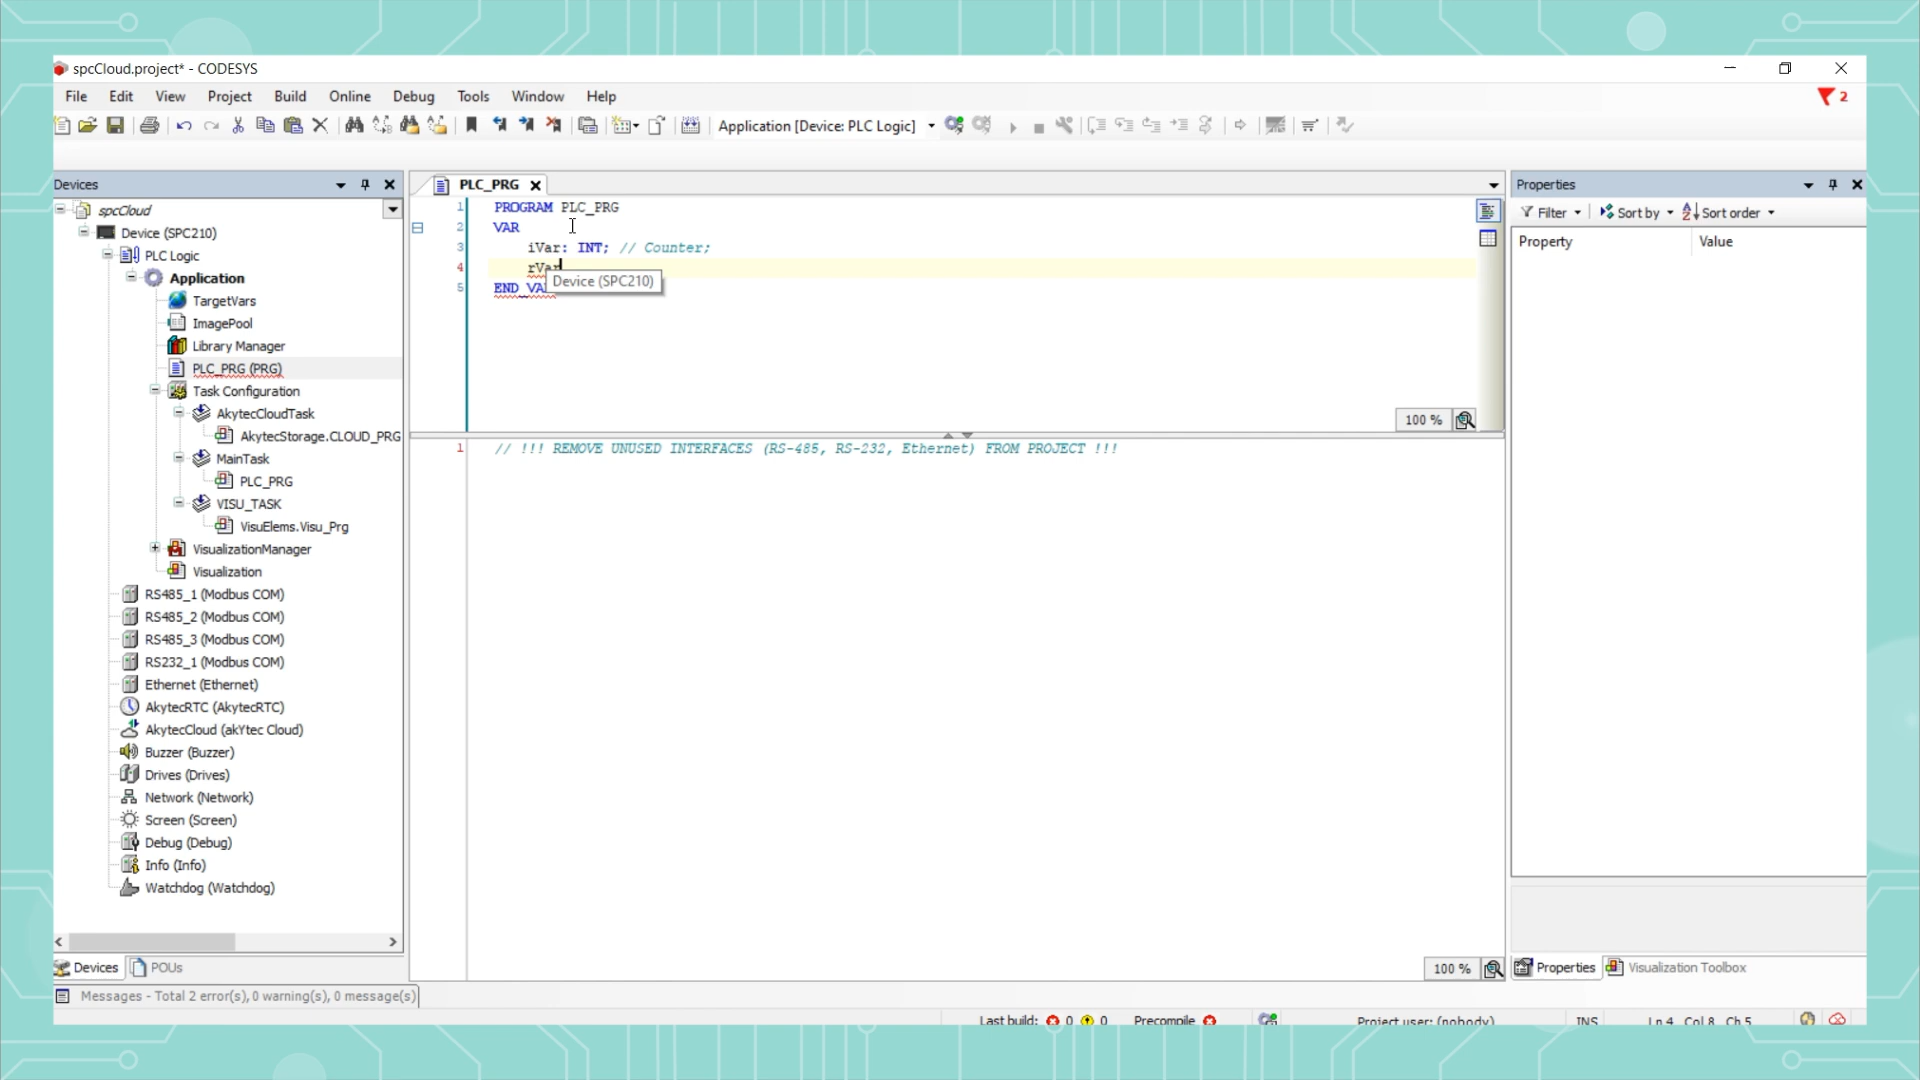 spcCloud.project* - CODESYS
File Edit View Project Build Online Debug Tools Window Help
2
Application [Device: PLC Logic]
Devices
spcCloud
Device (SPC210)
PLC Logic
Application
TargetVars
ImagePool
Library Manager
PLC_PRG (PRG)
Task Configuration
AkytecCloudTask
AkytecStorage.CLOUD_PRG
MainTask
PLC_PRG
VISU_TASK
VisuElems.Visu_Prg
VisualizationManager
Visualization
RS485_1 (Modbus COM)
RS485_2 (Modbus COM)
RS485_3 (Modbus COM)
RS232_1 (Modbus COM)
Ethernet (Ethernet)
AkytecRTC (AkytecRTC)
AkytecCloud (akYtec Cloud)
Buzzer (Buzzer)
Drives (Drives)
Network (Network)
Screen (Screen)
Debug (Debug)
Info (Info)
Watchdog (Watchdog)
Devices POUs
PLC_PRG
1 PROGRAM PLC_PRG
2 VAR
3 iVar: INT; // Counter;
4 rVar
Device (SPC210)
5 END_VA
100 %
1 // !!! REMOVE UNUSED INTERFACES (RS-485, RS-232, Ethernet) FROM PROJECT !!!
100 %
Properties
Filter Sort by Sort order
Property Value
Properties Visualization Toolbox
Messages - Total 2 error(s), 0 warning(s), 0 message(s)
Last build: 0 0 Precompile Project user: (nobody) INS Ln 4 Col 8 Ch 5